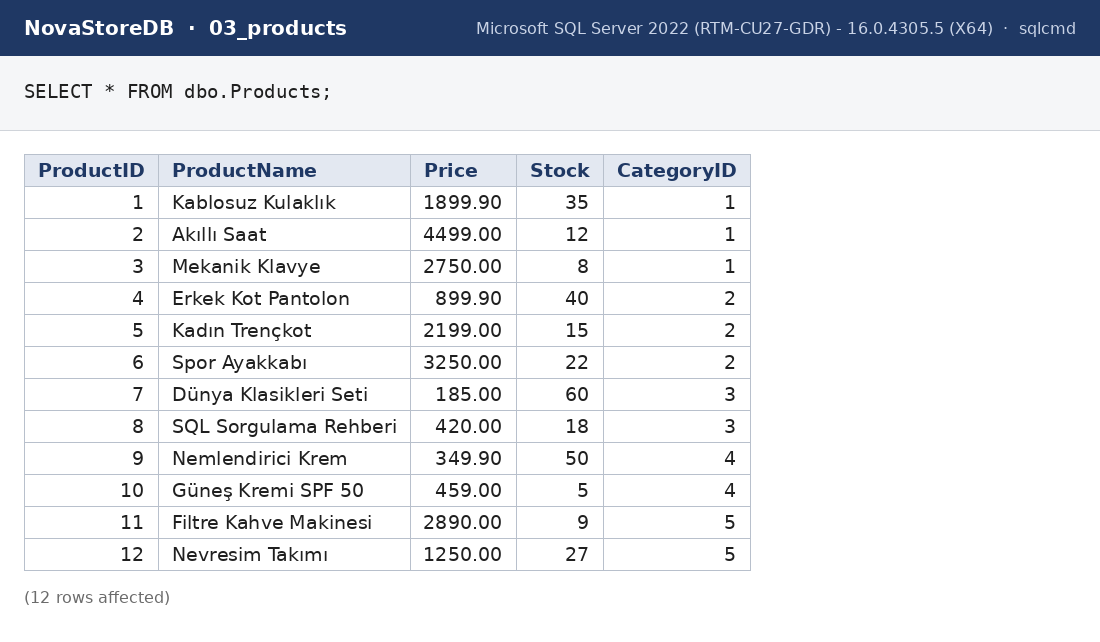 NovaStoreDB · 03_products
Microsoft SQL Server 2022 (RTM-CU27-GDR) - 16.0.4305.5 (X64) · sqlcmd
SELECT * FROM dbo.Products;
ProductID ProductName Price Stock CategoryID
1 Kablosuz Kulaklık 1899.90 35 1
2 Akıllı Saat 4499.00 12 1
3 Mekanik Klavye 2750.00 8 1
4 Erkek Kot Pantolon 899.90 40 2
5 Kadın Trençkot 2199.00 15 2
6 Spor Ayakkabı 3250.00 22 2
7 Dünya Klasikleri Seti 185.00 60 3
8 SQL Sorgulama Rehberi 420.00 18 3
9 Nemlendirici Krem 349.90 50 4
10 Güneş Kremi SPF 50 459.00 5 4
11 Filtre Kahve Makinesi 2890.00 9 5
12 Nevresim Takımı 1250.00 27 5
(12 rows affected)